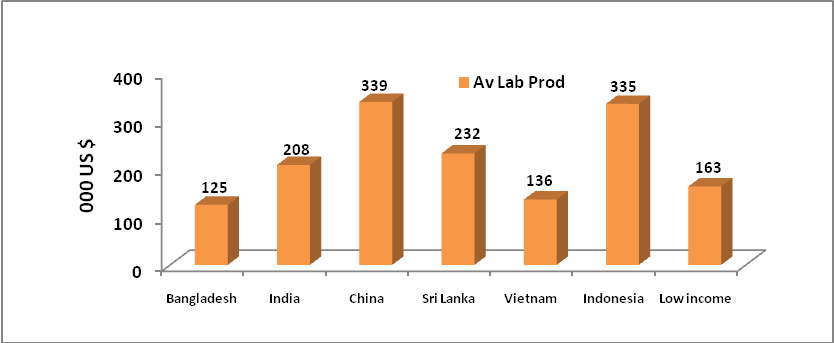 Av Lab Prod
000 US $
400
300
200
100
0
125
208
339
232
136
335
163
Bangladesh
India
China
Sri Lanka
Vietnam
Indonesia
Low income